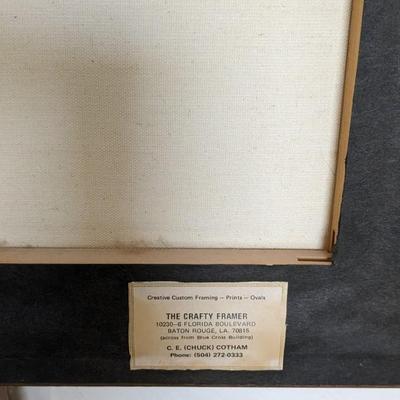 Creative Custom Framing — Prints — Ovals
THE CRAFTY FRAMER
10230-6 FLORIDA BOULEVARD
BATON ROUGE, LA. 70815
(across from Blue Cross Building)
C. E. (CHUCK) COTHAM
Phone: (504) 272-0333